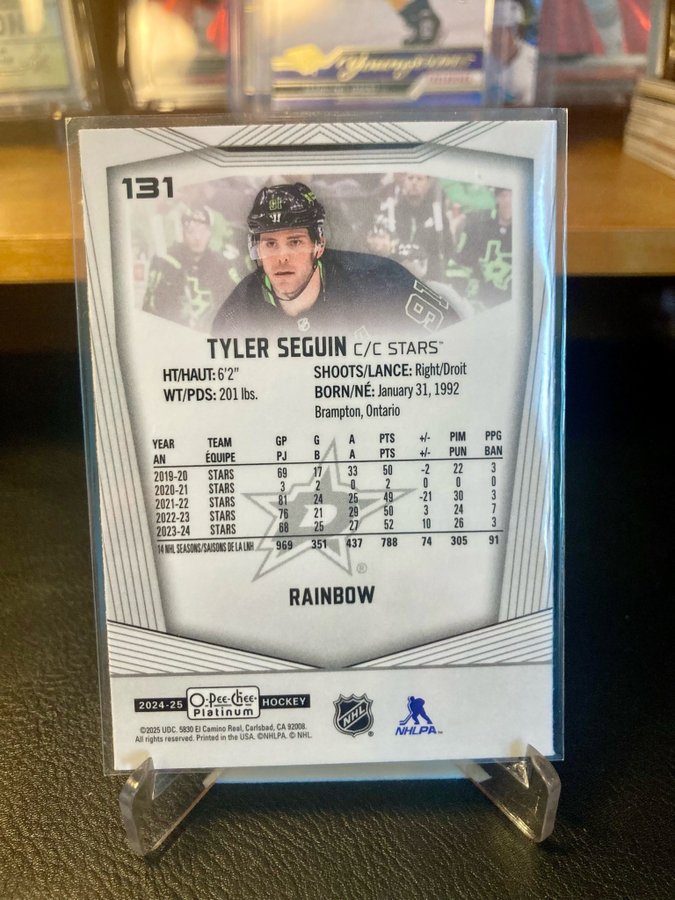 131
TYLER SEGUIN C/C STARS™
HT/HAUT: 6'2" SHOOTS/LANCE: Right/Droit
WT/PDS: 201 lbs. BORN/NÉ: January 31, 1992
Brampton, Ontario
YEAR TEAM GP G A PTS +/- PIM PPG
AN ÉQUIPE PJ B A PTS +/- PUN BAN
2019-20 STARS 69 17 33 50 -2 22 3
2020-21 STARS 3 2 0 2 0 0 0
2021-22 STARS 81 24 25 49 -21 30 3
2022-23 STARS 76 21 29 50 3 24 7
2023-24 STARS 68 25 27 52 10 26 3
14 NHL SEASONS/SAISONS DE LA LNH 969 351 437 788 74 305 91
RAINBOW
2024-25 O-Pee-Chee Platinum HOCKEY
NHL
NHLPA™
©2025 UDC. 5830 El Camino Real, Carlsbad, CA 92008.
All rights reserved. Printed in the USA. ©NHLPA. © NHL.